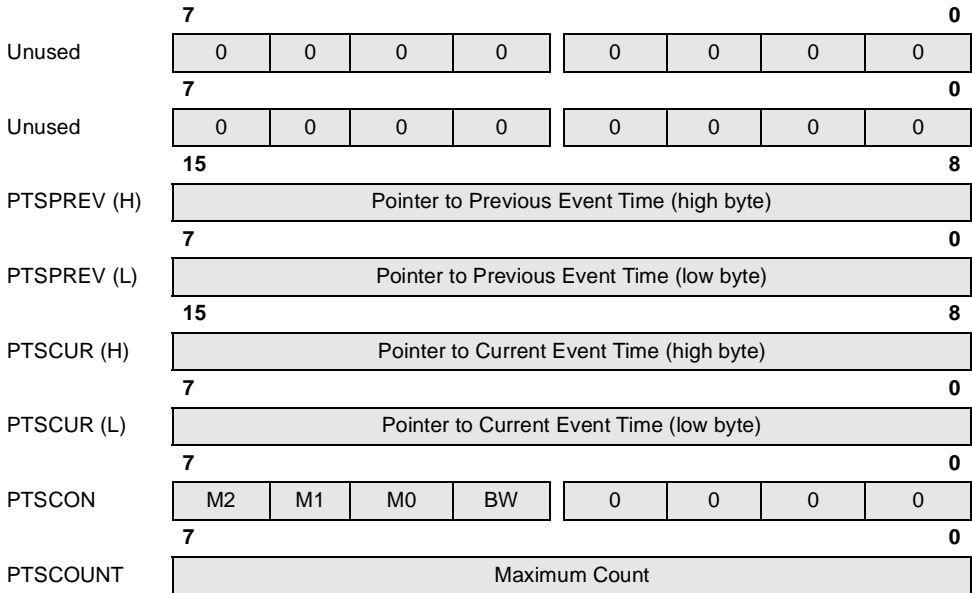 7 0
Unused 0 0 0 0 0 0 0 0
7 0
Unused 0 0 0 0 0 0 0 0
15 8
PTSPREV (H) Pointer to Previous Event Time (high byte)
7 0
PTSPREV (L) Pointer to Previous Event Time (low byte)
15 8
PTSCUR (H) Pointer to Current Event Time (high byte)
7 0
PTSCUR (L) Pointer to Current Event Time (low byte)
7 0
PTSCON M2 M1 M0 BW 0 0 0 0
7 0
PTSCOUNT Maximum Count